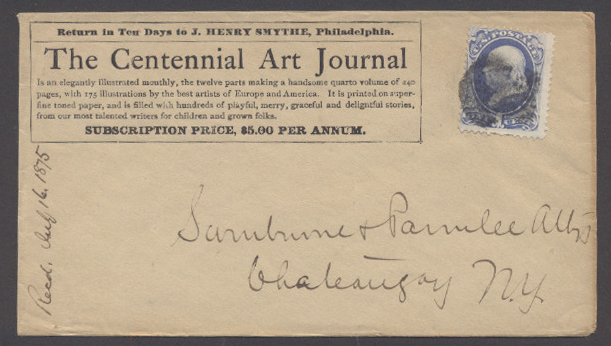 Return in Ten Days to J. HENRY SMYTHE, Philadelphia.
The Centennial Art Journal
Is an elegantly illustrated monthly, the twelve parts making a handsome quarto volume of 240
pages, with 175 illustrations by the best artists of Europe and America. It is printed on super-
fine toned paper, and is filled with hundreds of playful, merry, graceful and delightful stories,
from our most talented writers for children and grown folks.
SUBSCRIPTION PRICE, $5.00 PER ANNUM.
POSTAGE
Recd. Aug 16. 1875
& Parmlee Attys
Chateaugay N.Y.